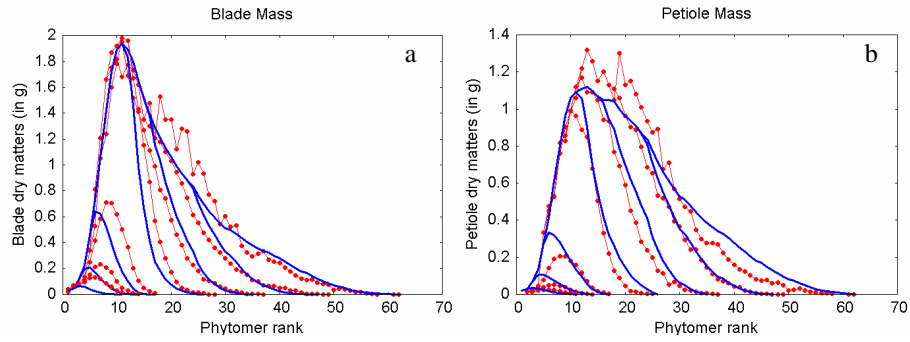 Blade Mass
a
2
1.8
1.6
1.4
1.2
1
0.8
0.6
0.4
0.2
0
Blade dry matters (in g)
0 10 20 30 40 50 60 70
Phytomer rank
Petiole Mass
b
1.4
1.2
1
0.8
0.6
0.4
0.2
0
Petiole dry matters (in g)
0 10 20 30 40 50 60 70
Phytomer rank